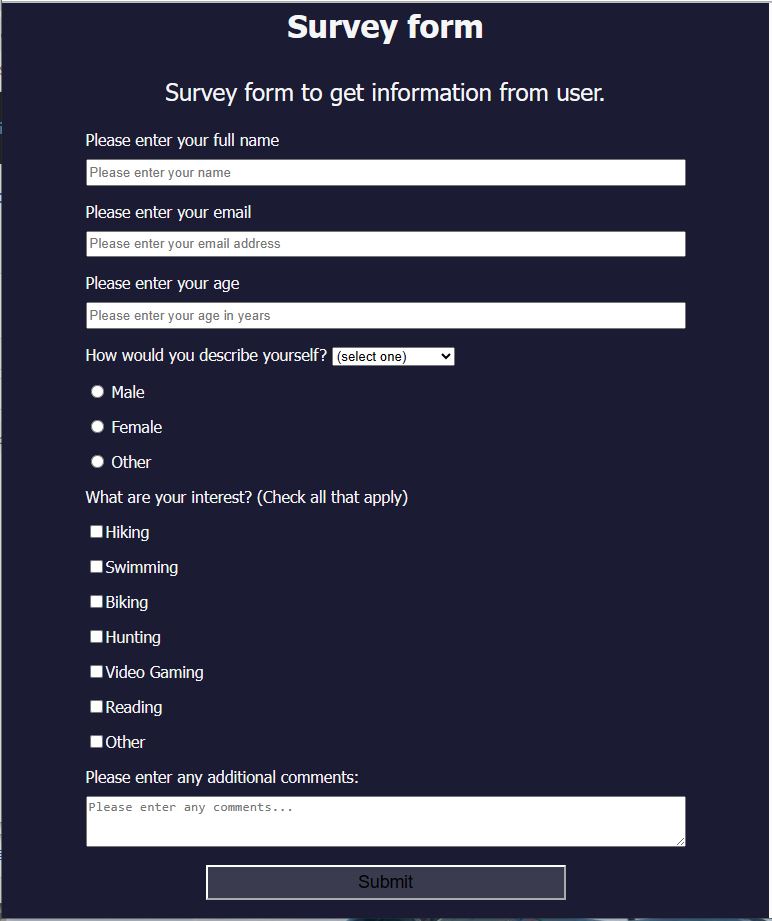 Survey form
Survey form to get information from user.
Please enter your full name
Please enter your name
Please enter your email
Please enter your email address
Please enter your age
Please enter your age in years
How would you describe yourself? (select one)
Male
Female
Other
What are your interest? (Check all that apply)
Hiking
Swimming
Biking
Hunting
Video Gaming
Reading
Other
Please enter any additional comments:
Please enter any comments...
Submit